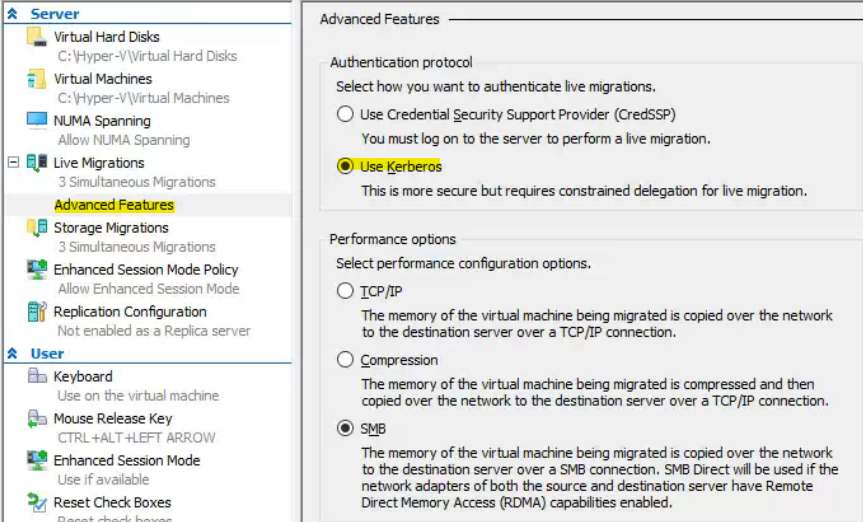 Server
Virtual Hard Disks
C:\Hyper-V\Virtual Hard Disks
Virtual Machines
C:\Hyper-V\Virtual Machines
NUMA Spanning
Allow NUMA Spanning
Live Migrations
3 Simultaneous Migrations
Advanced Features
Storage Migrations
3 Simultaneous Migrations
Enhanced Session Mode Policy
Allow Enhanced Session Mode
Replication Configuration
Not enabled as a Replica server
User
Keyboard
Use on the virtual machine
Mouse Release Key
CTRL+ALT+LEFT ARROW
Enhanced Session Mode
Use if available
Reset Check Boxes
Reset check boxes
Advanced Features
Authentication protocol
Select how you want to authenticate live migrations.
Use Credential Security Support Provider (CredSSP)
You must log on to the server to perform a live migration.
Use Kerberos
This is more secure but requires constrained delegation for live migration.
Performance options
Select performance configuration options.
TCP/IP
The memory of the virtual machine being migrated is copied over the network
to the destination server over a TCP/IP connection.
Compression
The memory of the virtual machine being migrated is compressed and then
copied over the network to the destination server over a TCP/IP connection.
SMB
The memory of the virtual machine being migrated is copied over the network
to the destination server over a SMB connection. SMB Direct will be used if the
network adapters of both the source and destination server have Remote
Direct Memory Access (RDMA) capabilities enabled.